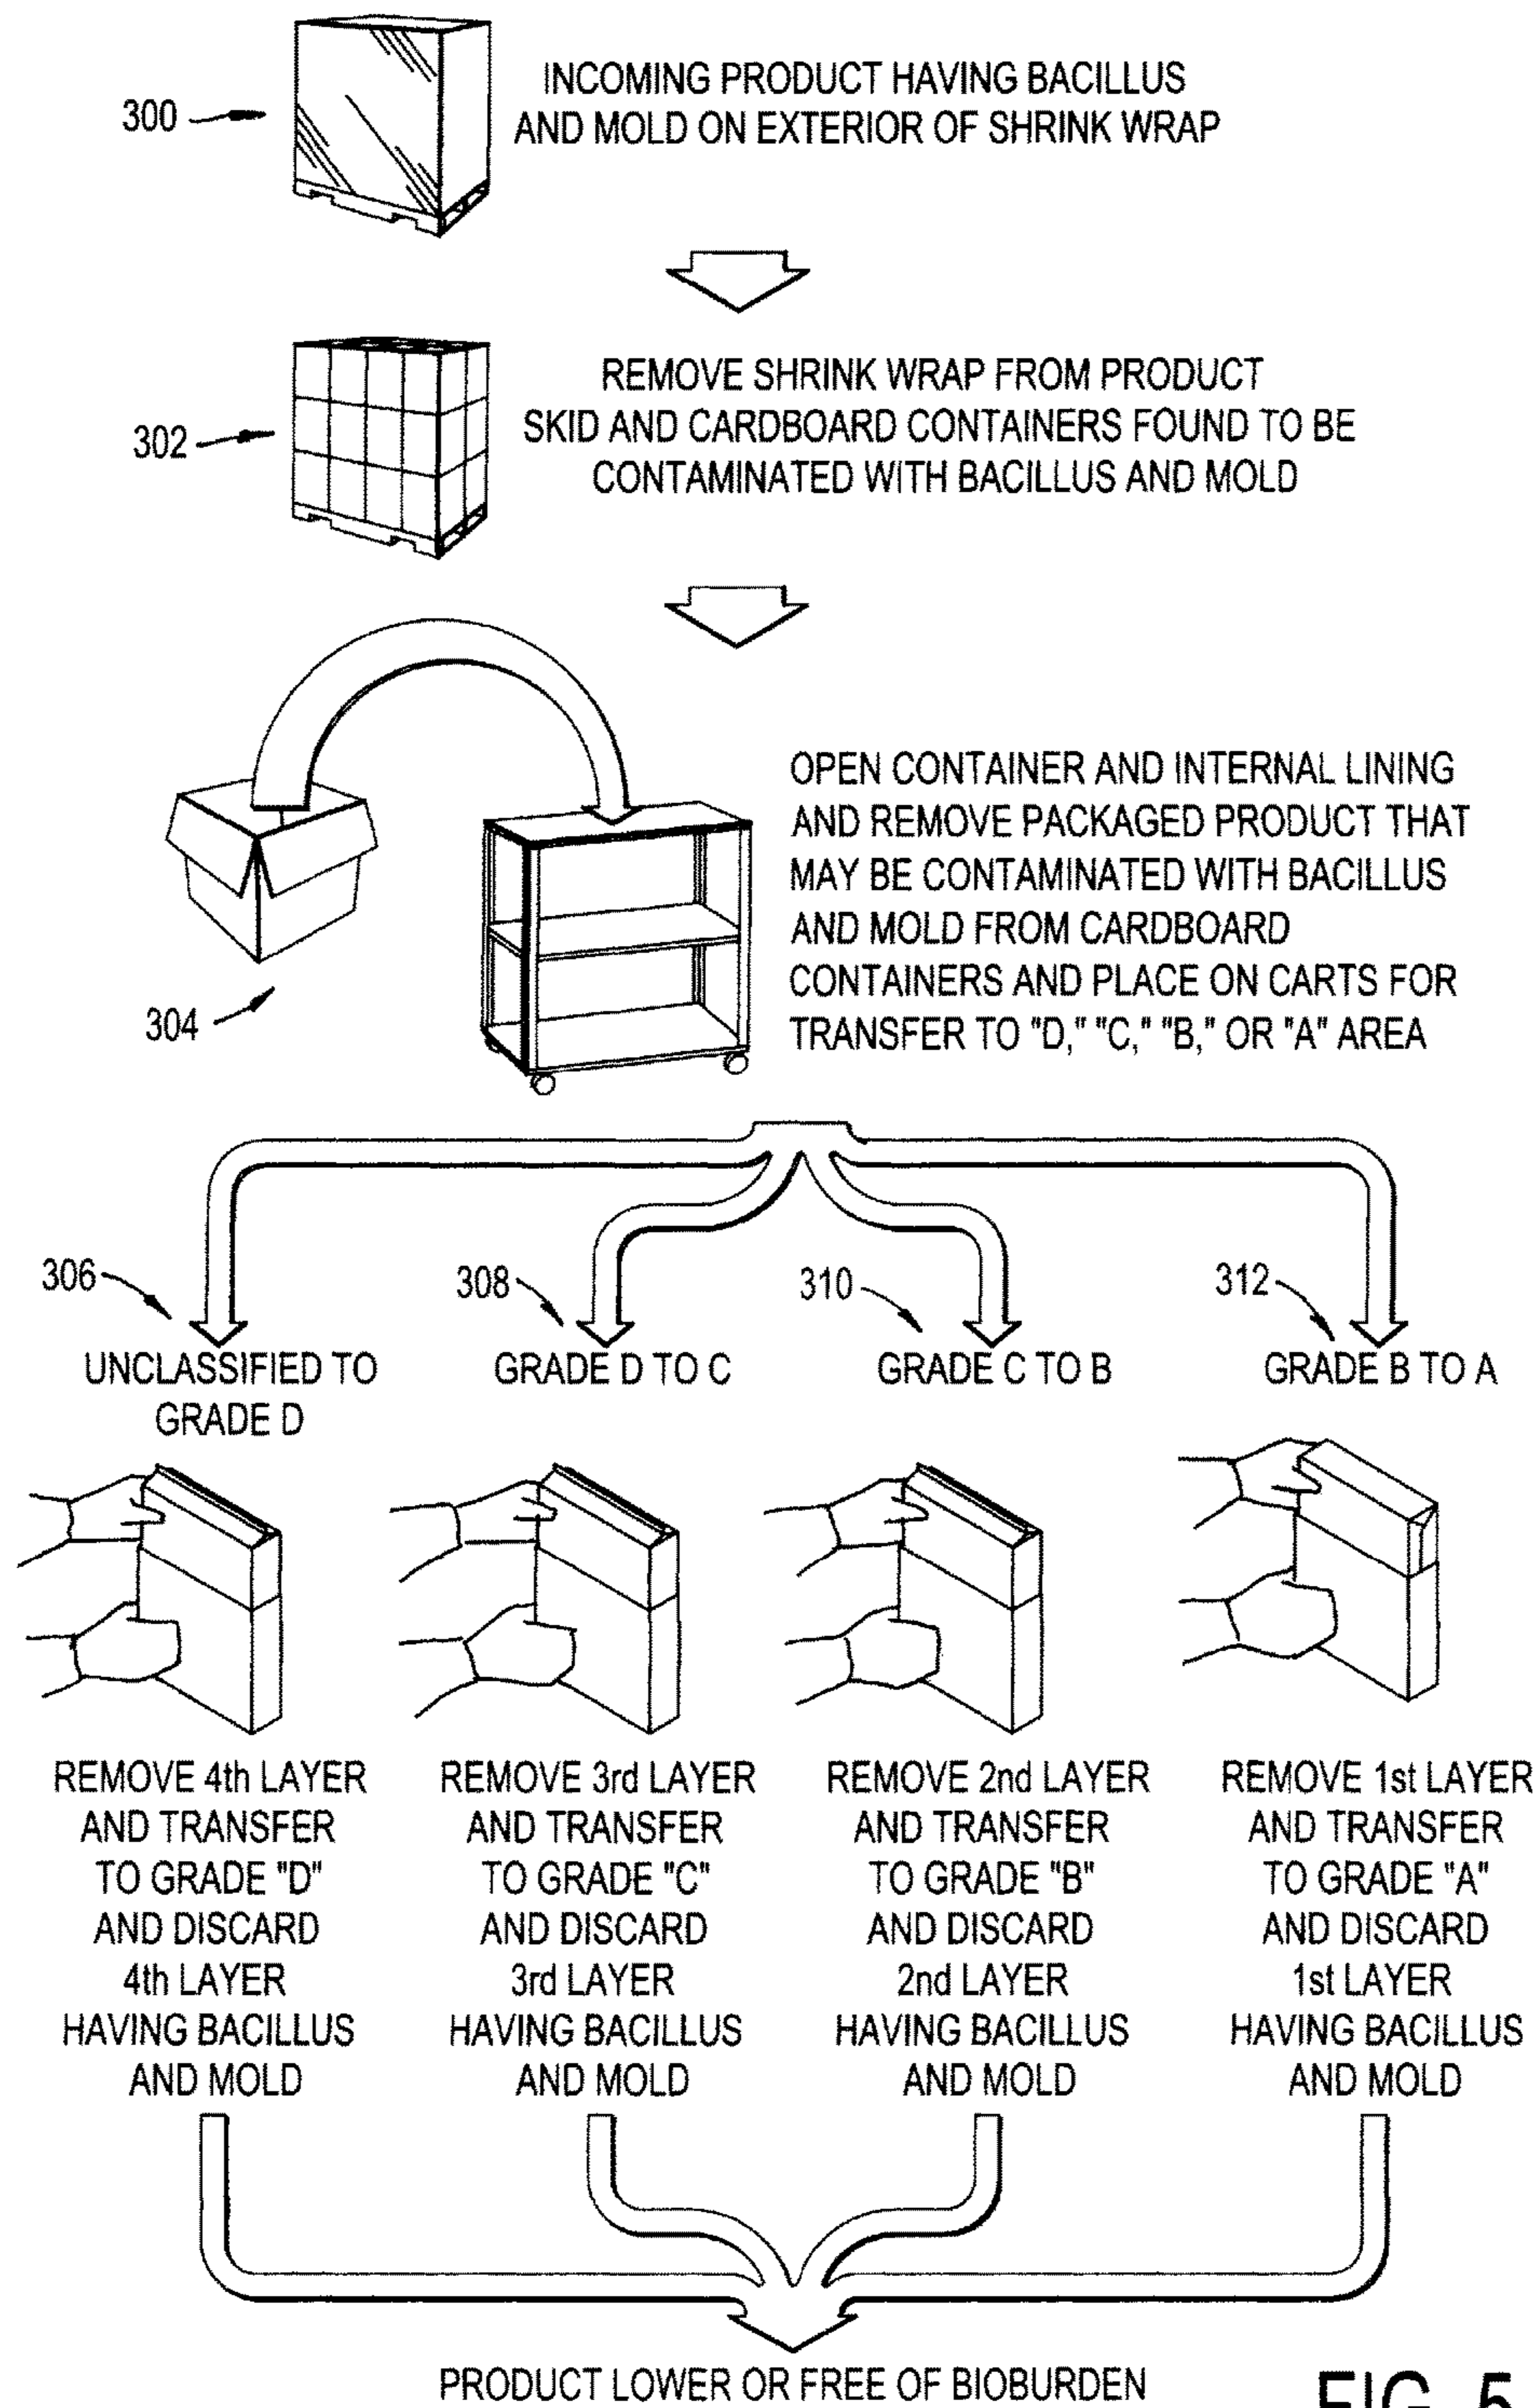 300
INCOMING PRODUCT HAVING BACILLUS
AND MOLD ON EXTERIOR OF SHRINK WRAP
302
REMOVE SHRINK WRAP FROM PRODUCT
SKID AND CARDBOARD CONTAINERS FOUND TO BE
CONTAMINATED WITH BACILLUS AND MOLD
304
OPEN CONTAINER AND INTERNAL LINING
AND REMOVE PACKAGED PRODUCT THAT
MAY BE CONTAMINATED WITH BACILLUS
AND MOLD FROM CARDBOARD
CONTAINERS AND PLACE ON CARTS FOR
TRANSFER TO "D," "C," "B," OR "A" AREA
306
UNCLASSIFIED TO
GRADE D
REMOVE 4th LAYER
AND TRANSFER
TO GRADE "D"
AND DISCARD
4th LAYER
HAVING BACILLUS
AND MOLD
308
GRADE D TO C
REMOVE 3rd LAYER
AND TRANSFER
TO GRADE "C"
AND DISCARD
3rd LAYER
HAVING BACILLUS
AND MOLD
310
GRADE C TO B
REMOVE 2nd LAYER
AND TRANSFER
TO GRADE "B"
AND DISCARD
2nd LAYER
HAVING BACILLUS
AND MOLD
312
GRADE B TO A
REMOVE 1st LAYER
AND TRANSFER
TO GRADE "A"
AND DISCARD
1st LAYER
HAVING BACILLUS
AND MOLD
PRODUCT LOWER OR FREE OF BIOBURDEN
FIG. 5